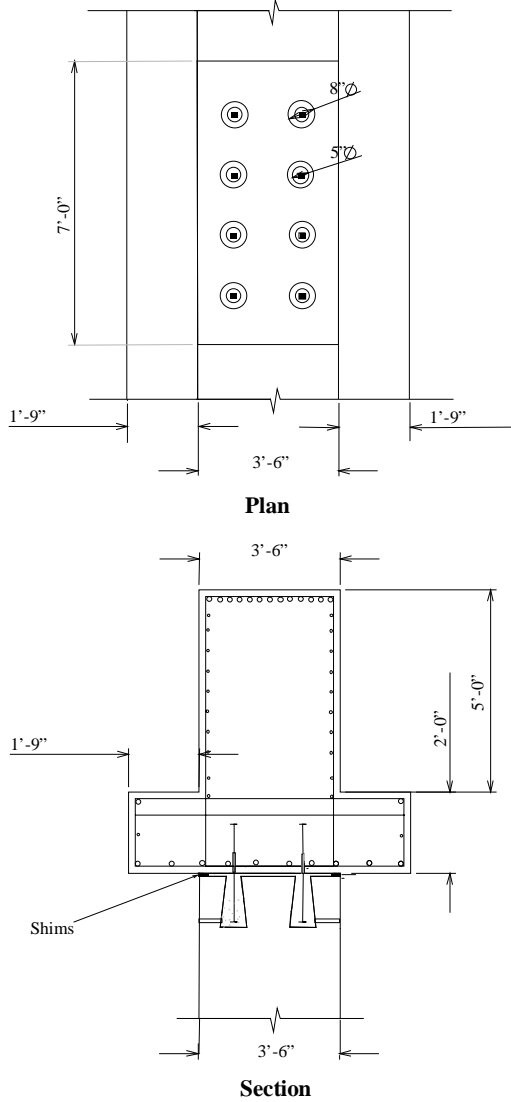 8”Ø
5”Ø
7’-0”
1’-9”
1’-9”
3’-6”
Plan
3’-6”
5’-0”
2’-0”
1’-9”
Shims
3’-6”
Section